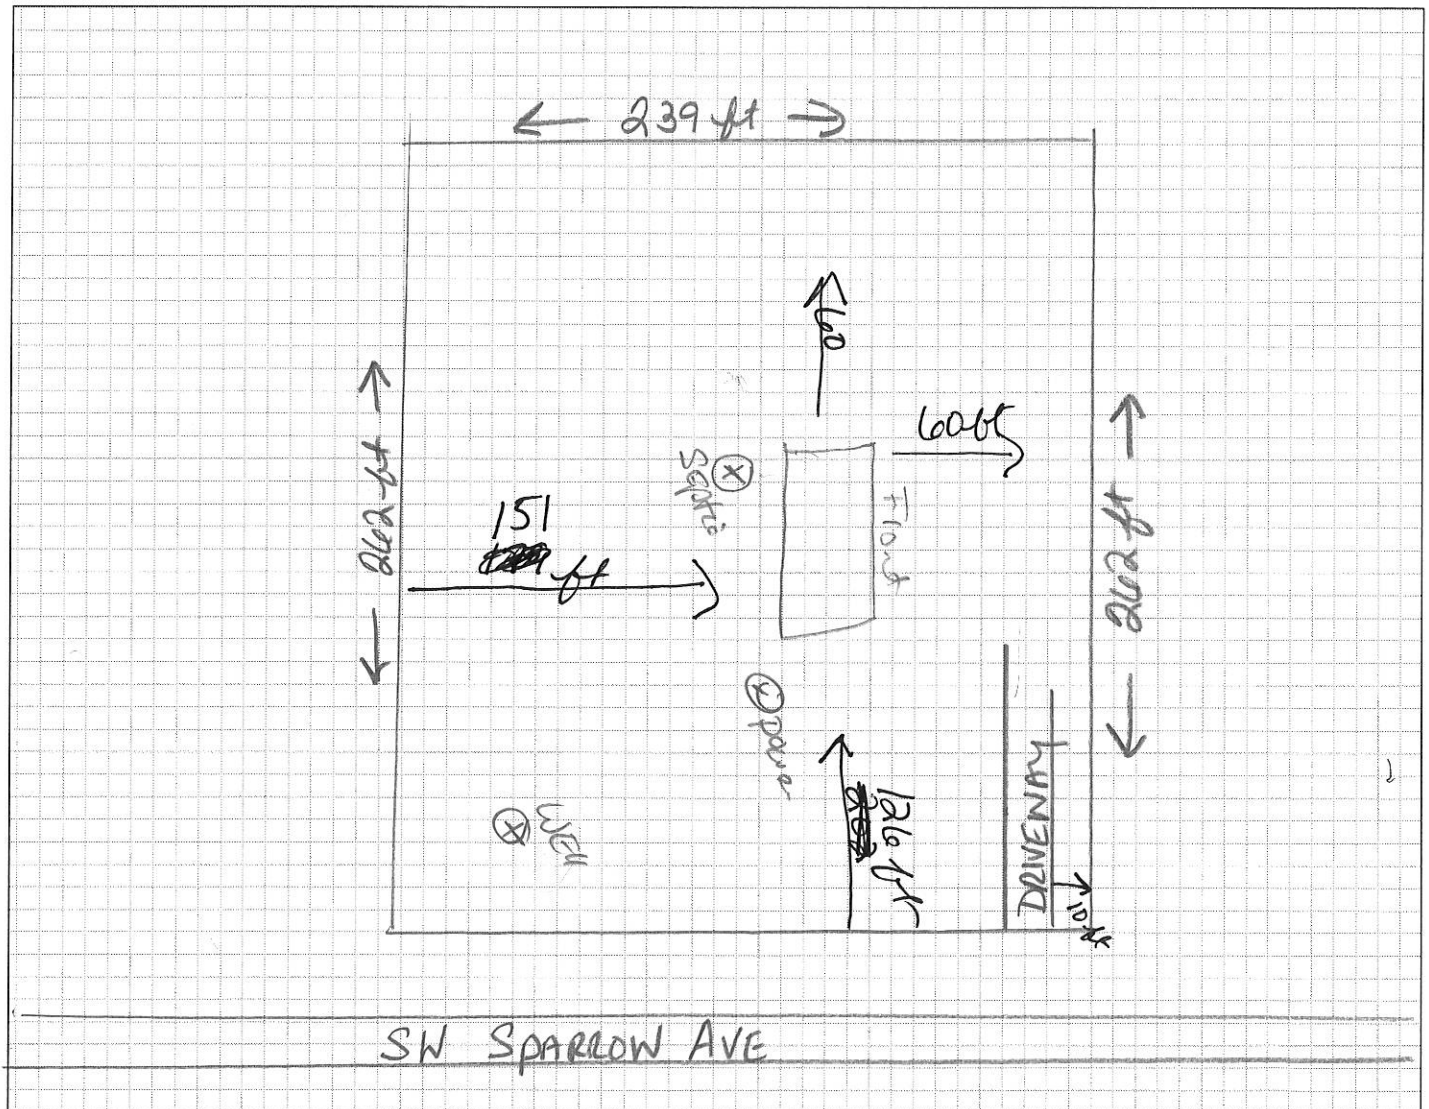 ← 239 ft →
60
60 ft
Septic
Front
262 ft
151
ft
262 ft
power
126 ft
Well
DRIVEWAY
10 ft
SW SPARROW AVE